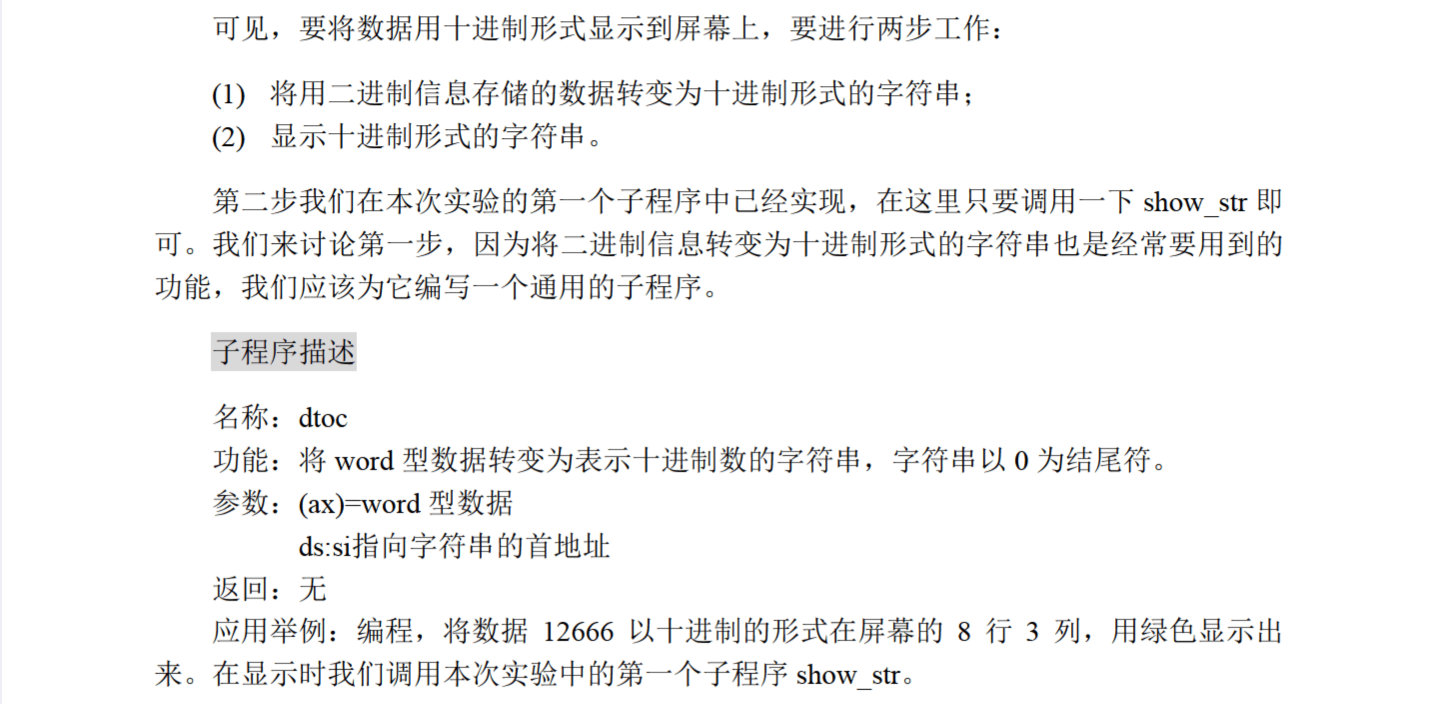 可见，要将数据用十进制形式显示到屏幕上，要进行两步工作：
(1) 将用二进制信息存储的数据转变为十进制形式的字符串；
(2) 显示十进制形式的字符串。
第二步我们在本次实验的第一个子程序中已经实现，在这里只要调用一下 show_str 即
可。我们来讨论第一步，因为将二进制信息转变为十进制形式的字符串也是经常要用到的
功能，我们应该为它编写一个通用的子程序。
子程序描述
名称：dtoc
功能：将 word 型数据转变为表示十进制数的字符串，字符串以 0 为结尾符。
参数：(ax)=word 型数据
ds:si指向字符串的首地址
返回：无
应用举例：编程，将数据 12666 以十进制的形式在屏幕的 8 行 3 列，用绿色显示出
来。在显示时我们调用本次实验中的第一个子程序 show_str。